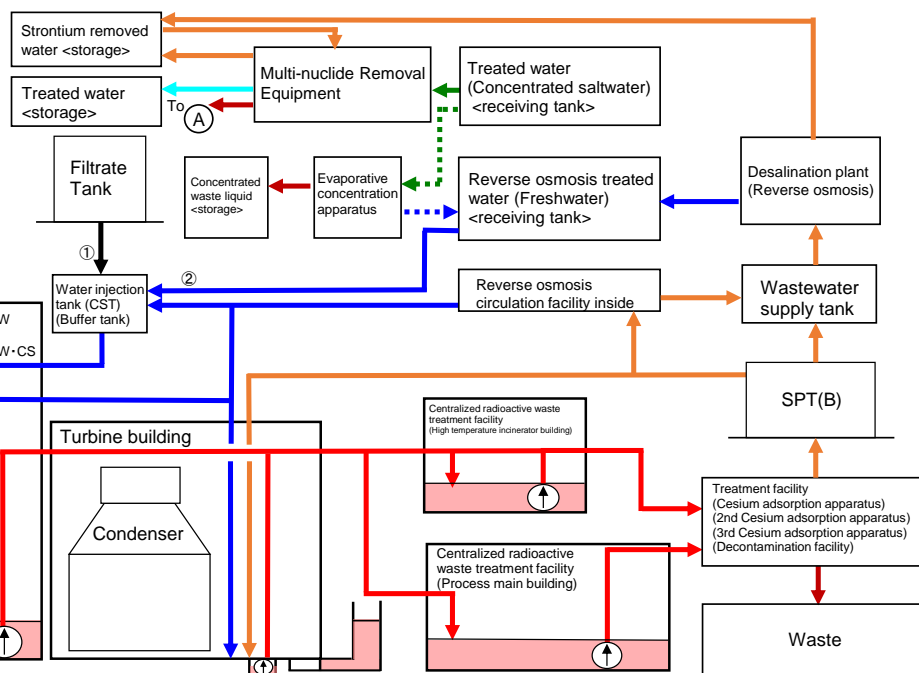 Strontium removed
water <storage>
Multi-nuclide Removal
Equipment
Treated water
(Concentrated saltwater)
<receiving tank>
Treated water
<storage>
To
A
Filtrate
Tank
Concentrated
waste liquid
<storage>
Evaporative
concentration
apparatus
Reverse osmosis treated
water (Freshwater)
<receiving tank>
Desalination plant
(Reverse osmosis)
①
②
Water injection
tank (CST)
(Buffer tank)
Reverse osmosis
circulation facility inside
Wastewater
supply tank
W
W・CS
SPT(B)
Turbine building
Condenser
Centralized radioactive waste
treatment facility
(High temperature incinerator building)
Treatment facility
(Cesium adsorption apparatus)
(2nd Cesium adsorption apparatus)
(3rd Cesium adsorption apparatus)
(Decontamination facility)
Centralized radioactive
waste treatment facility
(Process main building)
Waste